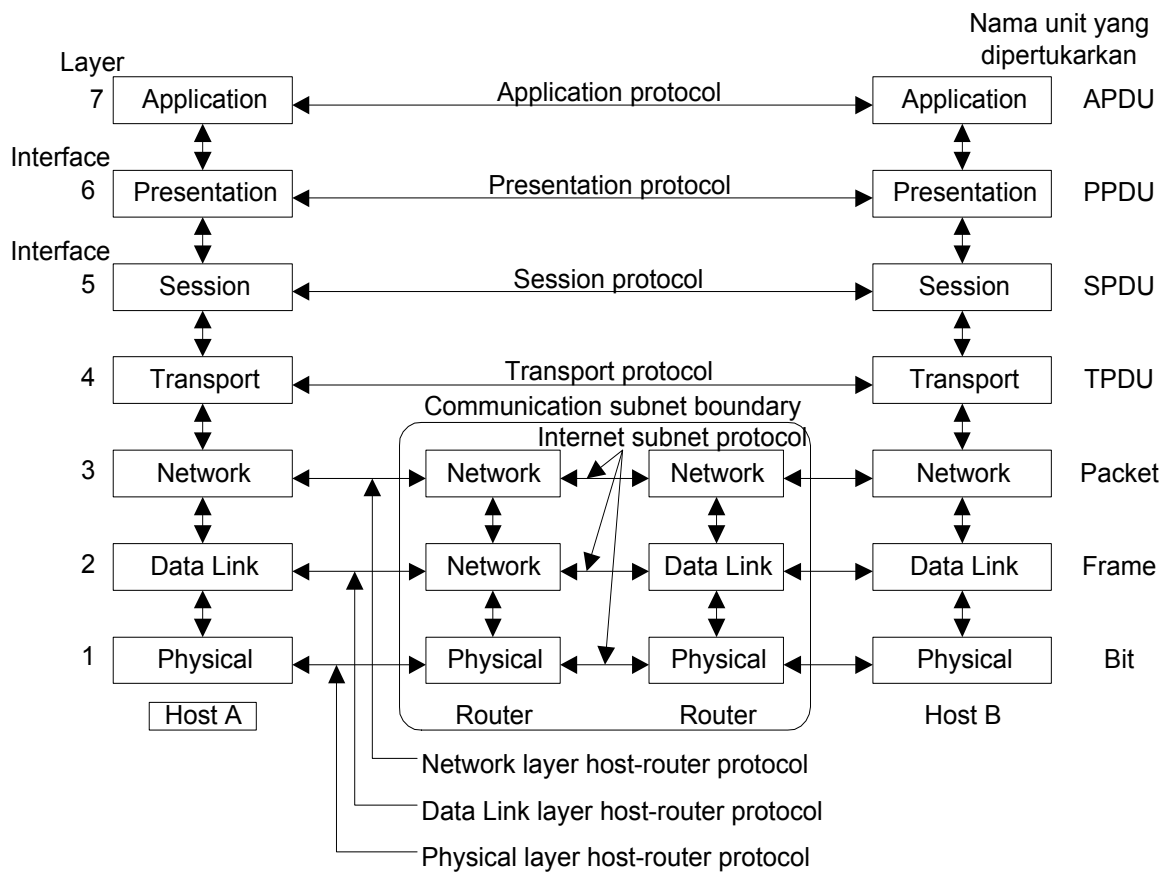 Nama unit yang
dipertukarkan
Layer
7 Application Application protocol Application APDU
Interface
6 Presentation Presentation protocol Presentation PPDU
Interface
5 Session Session protocol Session SPDU
4 Transport Transport protocol Transport TPDU
Communication subnet boundary
Internet subnet protocol
3 Network Network Network Network Packet
2 Data Link Network Data Link Data Link Frame
1 Physical Physical Physical Physical Bit
Host A Router Router Host B
Network layer host-router protocol
Data Link layer host-router protocol
Physical layer host-router protocol